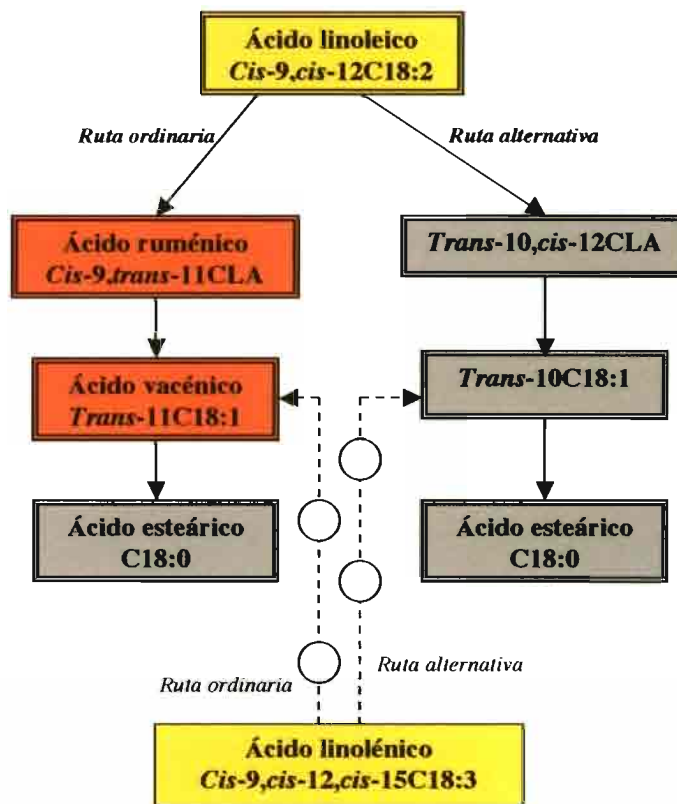 Ácido linoleico
Cis-9,cis-12C18:2
Ruta ordinaria
Ruta alternativa
Ácido ruménico
Cis-9,trans-11CLA
Trans-10,cis-12CLA
Ácido vacénico
Trans-11C18:1
Trans-10C18:1
Ácido esteárico
C18:0
Ácido esteárico
C18:0
Ruta ordinaria
Ruta alternativa
Ácido linolénico
Cis-9,cis-12,cis-15C18:3